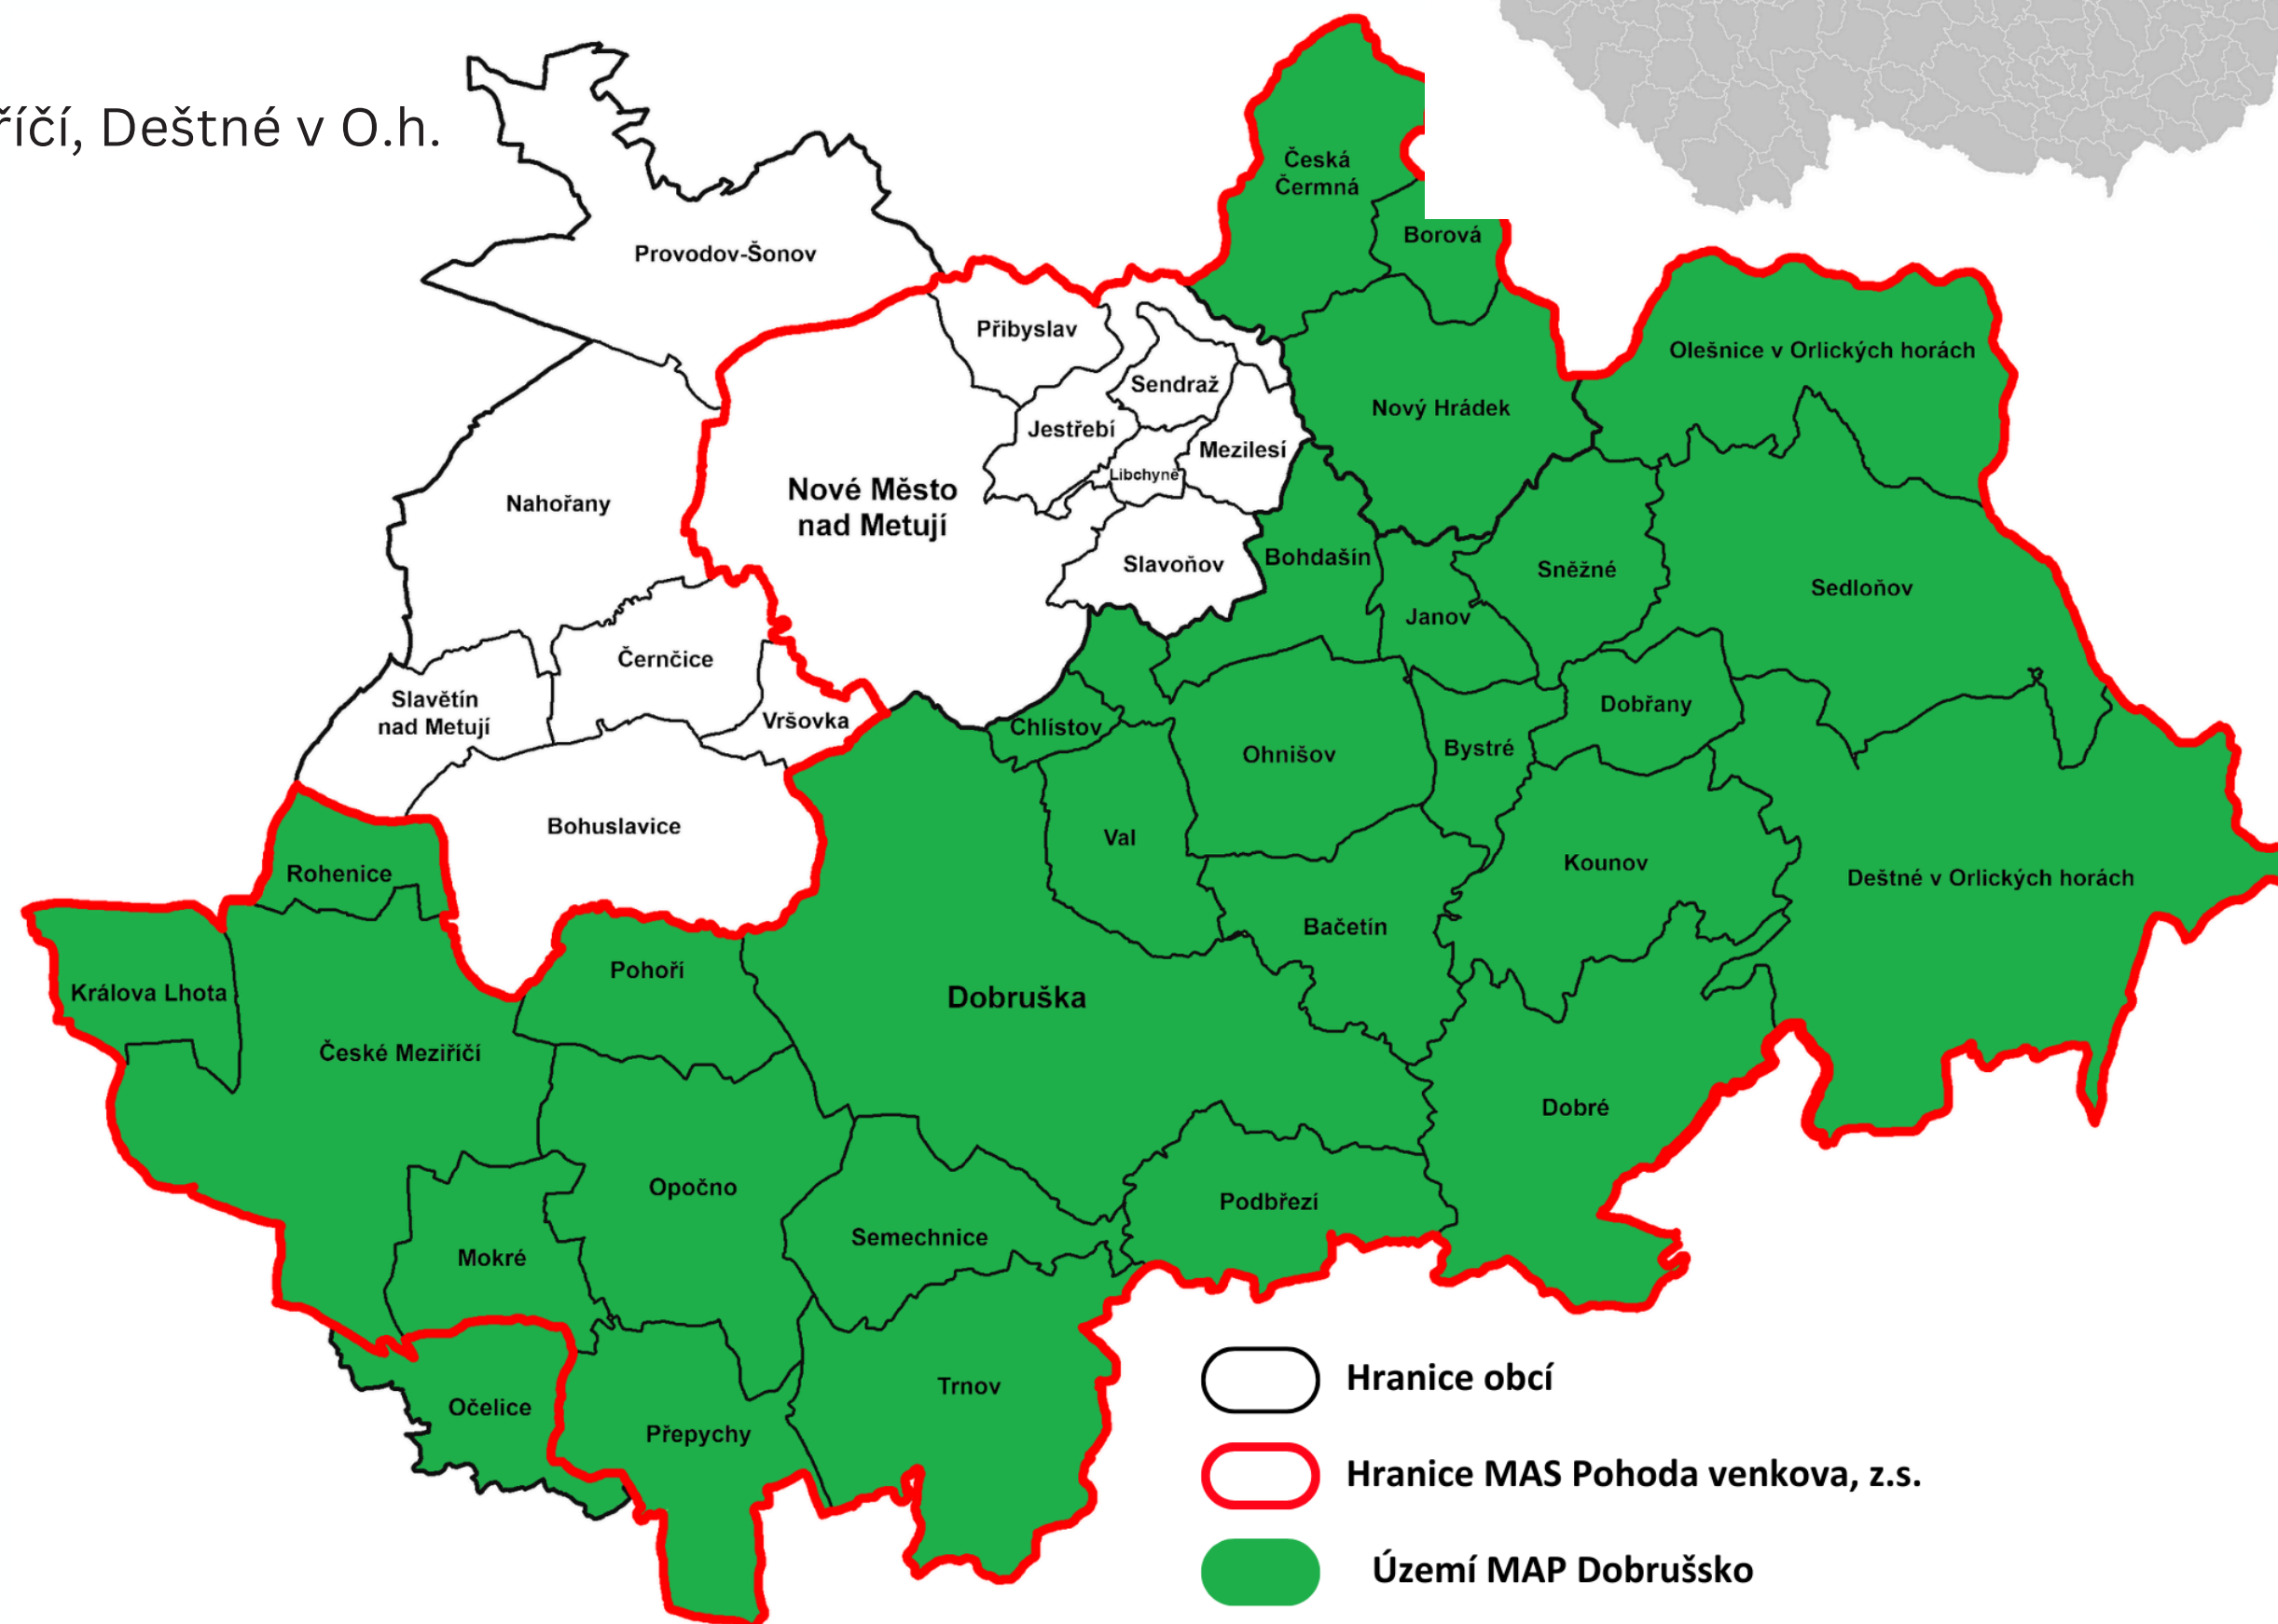 říčí, Deštné v O.h.
Česká
Čermná
Borová
Provodov-Šonov
Přibyslav
Olešnice v Orlických horách
Sendraž
Nový Hrádek
Jestřebí
Mezilesí
Libchyně
Nahořany
Nové Město
nad Metují
Slavoňov
Bohdašín
Sněžné
Sedloňov
Janov
Černčice
Slavětín
nad Metují
Vršovka
Chlístov
Dobřany
Ohnišov
Bystré
Bohuslavice
Val
Kounov
Rohenice
Deštné v Orlických horách
Bačetín
Pohoří
Králova Lhota
Dobruška
České Meziříčí
Dobré
Opočno
Podbřezí
Semechnice
Mokré
Trnov
Očelice
Přepychy
Hranice obcí
Hranice MAS Pohoda venkova, z.s.
Území MAP Dobrušsko